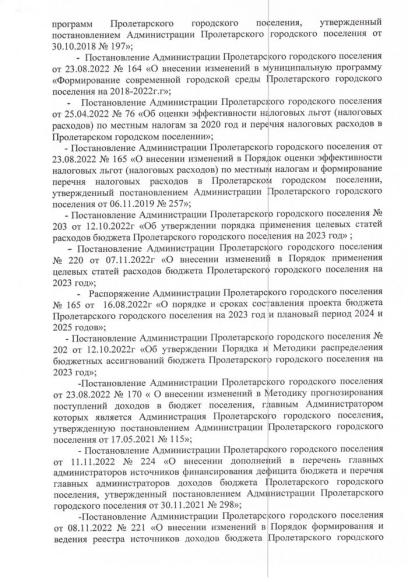 программ Пролетарского городского поселения, утвержденный
постановлением Администрации Пролетарского городского поселения от
30.10.2018 № 197»;
- Постановление Администрации Пролетарского городского поселения
от 23.08.2022 № 164 «О внесении изменений в муниципальную программу
«Формирование современной городской среды Пролетарского городского
поселения на 2018-2022г.г»;
- Постановление Администрации Пролетарского городского поселения
от 25.04.2022 № 76 «Об оценки эффективности налоговых льгот (налоговых
расходов) по местным налогам за 2020 год и перечня налоговых расходов в
Пролетарском городском поселении»;
- Постановление Администрации Пролетарского городского поселения от
23.08.2022 № 165 «О внесении изменений в Порядок оценки эффективности
налоговых льгот (налоговых расходов) по местным налогам и формирование
перечня налоговых расходов в Пролетарском городском поселении,
утвержденный постановлением Администрации Пролетарского городского
поселения от 06.11.2019 № 257»;
- Постановление Администрации Пролетарского городского поселения №
203 от 12.10.2022г «Об утверждении порядка применения целевых статей
расходов бюджета Пролетарского городского поселения на 2023 год» ;
- Постановление Администрации Пролетарского городского поселения
№ 220 от 07.11.2022г «О внесении изменений в Порядок применения
целевых статей расходов бюджета Пролетарского городского поселения на
2023 год»;
- Распоряжение Администрации Пролетарского городского поселения
№ 165 от 16.08.2022г «О порядке и сроках составления проекта бюджета
Пролетарского городского поселения на 2023 год и плановый период 2024 и
2025 годов»;
- Постановление Администрации Пролетарского городского поселения №
202 от 12.10.2022г «Об утверждении Порядка и Методики распределения
бюджетных ассигнований бюджета Пролетарского городского поселения на
2023 год»;
-Постановление Администрации Пролетарского городского поселения
от 23.08.2022 № 170 « О внесении изменений в Методику прогнозирования
поступлений доходов в бюджет поселения, главным Администратором
которых является Администрация Пролетарского городского поселения,
утвержденную постановлением Администрации Пролетарского городского
поселения от 17.05.2021 № 115»;
- Постановление Администрации Пролетарского городского поселения
от 11.11.2022 № 224 «О внесении дополнений в перечень главных
администраторов источников финансирования дефицита бюджета и перечня
главных администраторов доходов бюджета Пролетарского городского
поселения, утвержденный постановлением Администрации Пролетарского
городского поселения от 30.11.2021 № 298»;
-Постановление Администрации Пролетарского городского поселения
от 08.11.2022 № 221 «О внесении изменений в Порядок формирования и
ведения реестра источников доходов бюджета Пролетарского городского